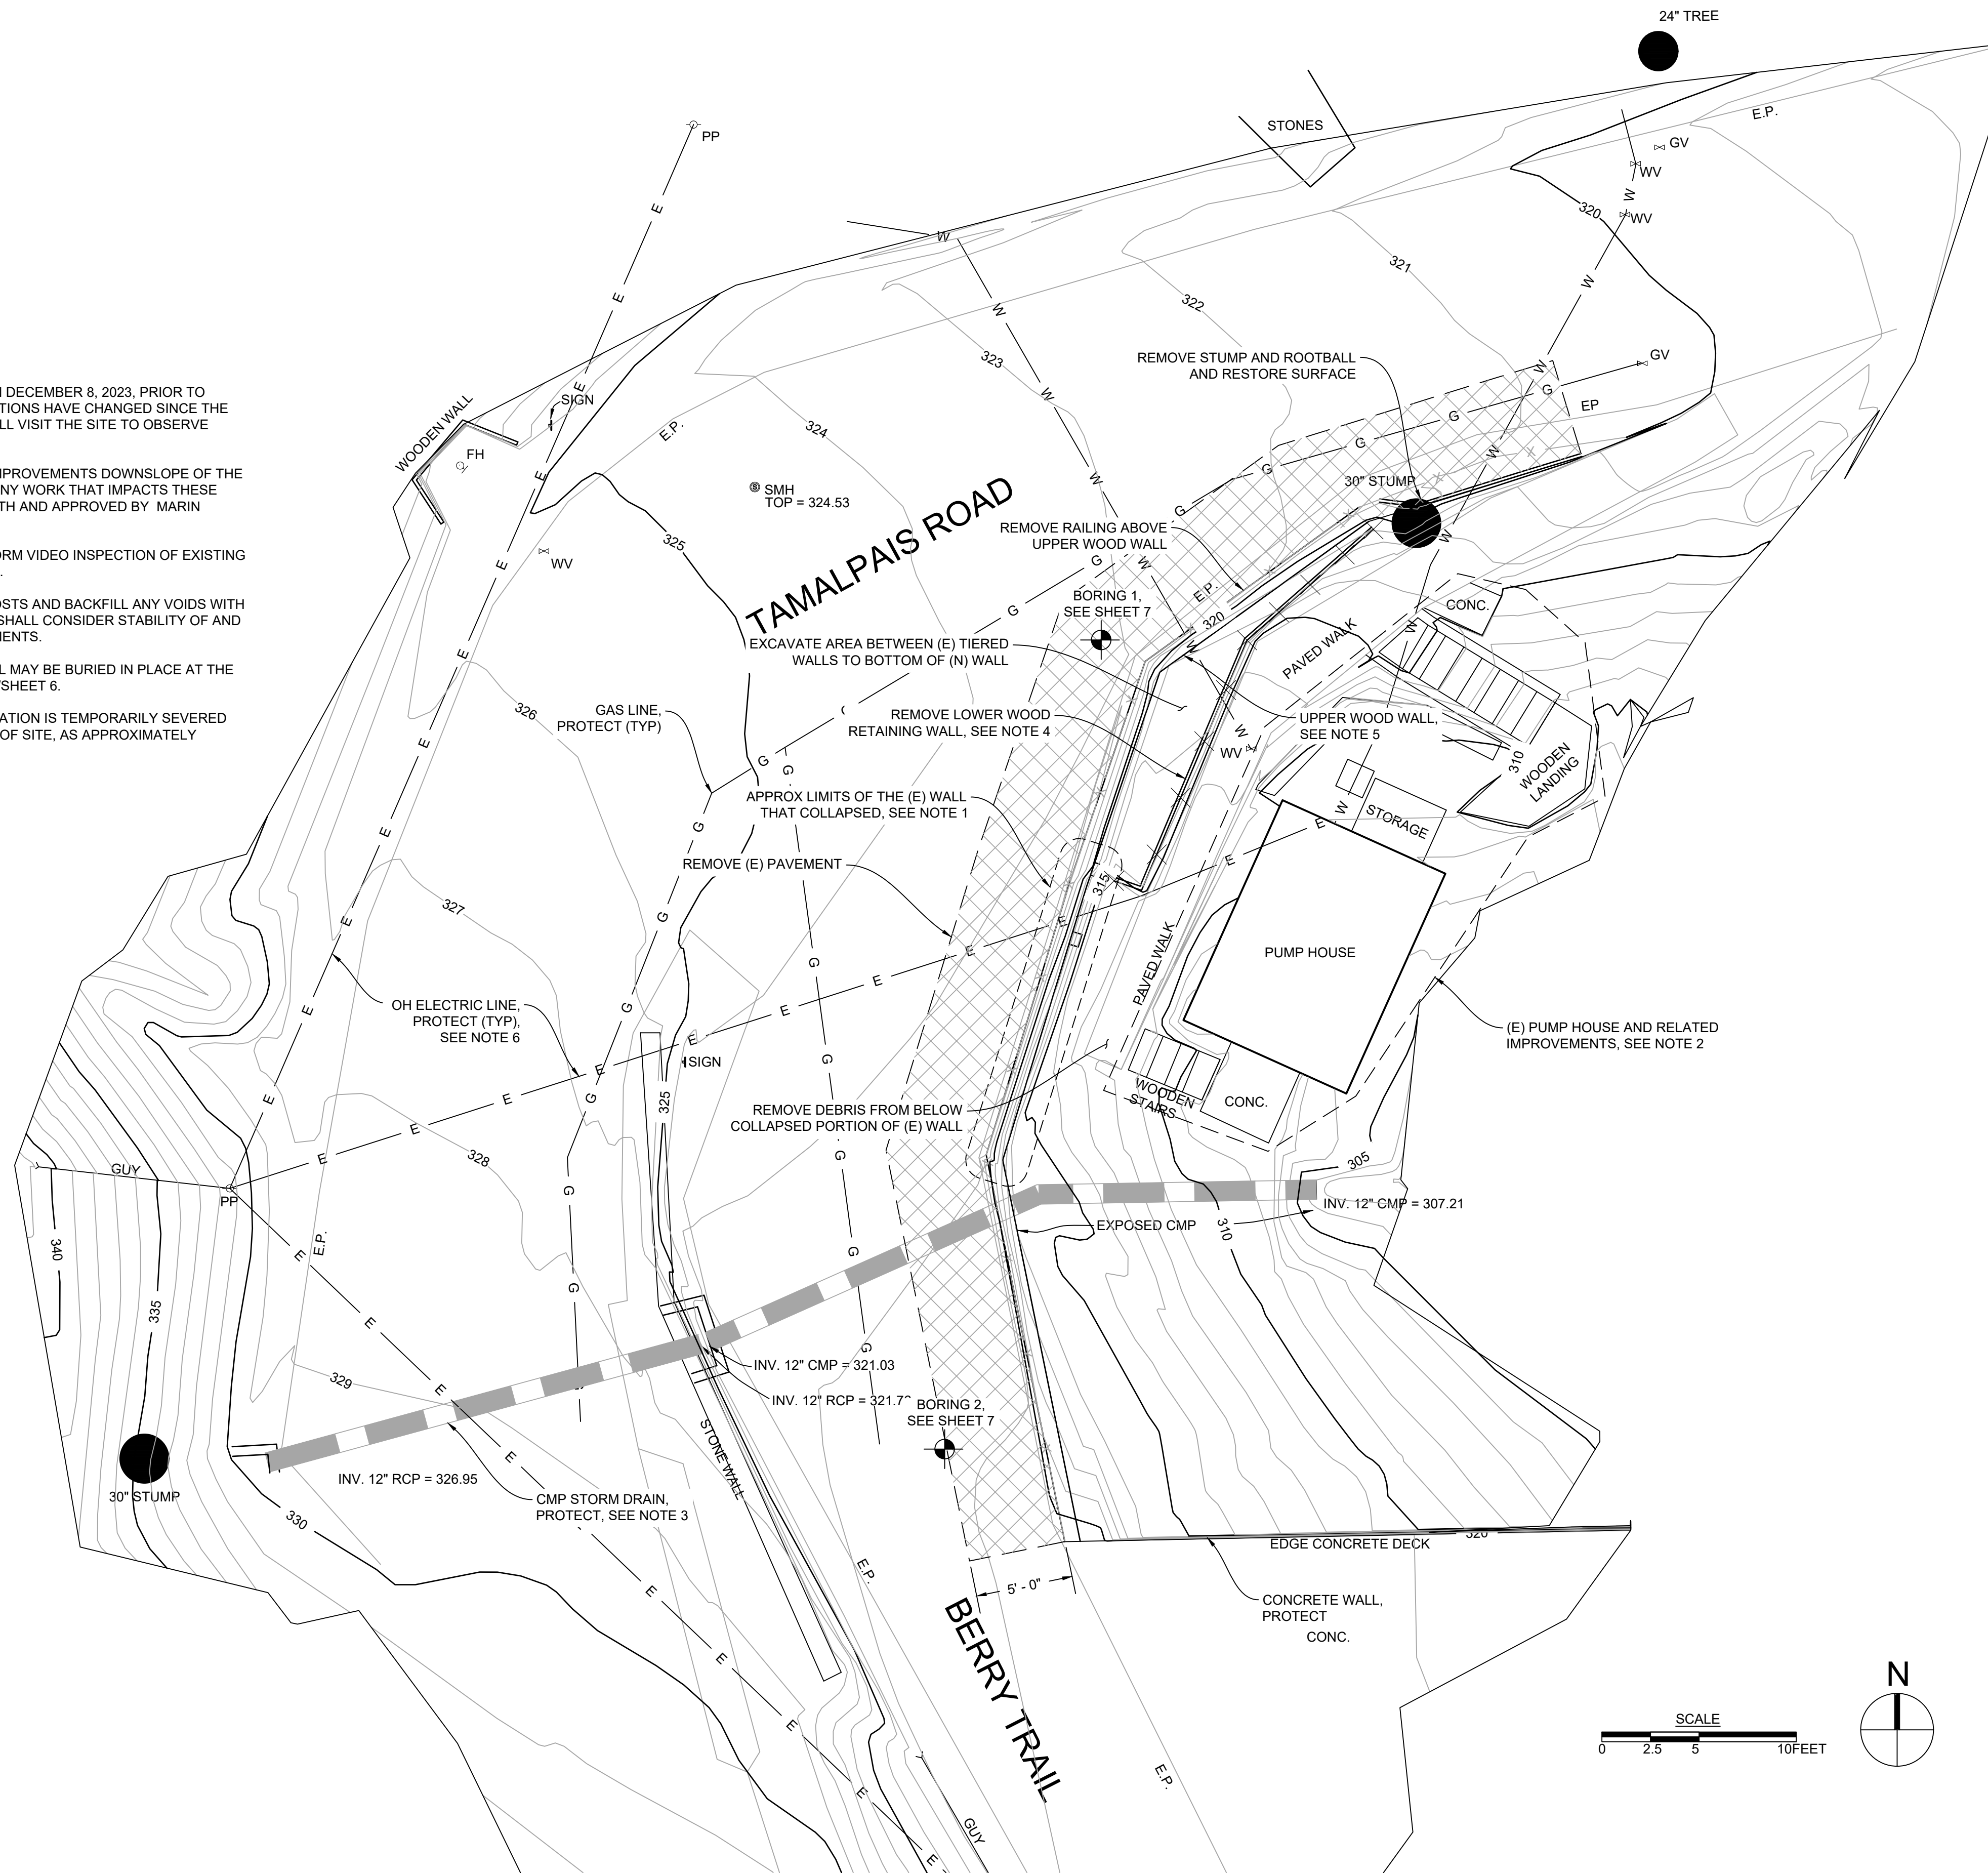 24" TREE
STONES
E.P.
GV
WV
WV
PP
E
E
W
320
321
322
323
324
W
W
W
W
W
W
REMOVE STUMP AND ROOTBALL
AND RESTORE SURFACE
GV
G
G
G
G
G
EP
30" STUMP
N DECEMBER 8, 2023, PRIOR TO
TIONS HAVE CHANGED SINCE THE
LL VISIT THE SITE TO OBSERVE
MPROVEMENTS DOWNSLOPE OF THE
NY WORK THAT IMPACTS THESE
TH AND APPROVED BY MARIN
ORM VIDEO INSPECTION OF EXISTING
OSTS AND BACKFILL ANY VOIDS WITH
SHALL CONSIDER STABILITY OF AND
MENTS.
L MAY BE BURIED IN PLACE AT THE
SHEET 6.
ATION IS TEMPORARILY SEVERED
OF SITE, AS APPROXIMATELY
WOODEN WALL
SIGN
FH
E.P.
SMH
TOP = 324.53
WV
325
TAMALPAIS ROAD
REMOVE RAILING ABOVE
UPPER WOOD WALL
BORING 1,
SEE SHEET 7
E.P.
320
EXCAVATE AREA BETWEEN (E) TIERED
WALLS TO BOTTOM OF (N) WALL
PAVED WALK
CONC.
GAS LINE,
PROTECT (TYP)
326
REMOVE LOWER WOOD
RETAINING WALL, SEE NOTE 4
UPPER WOOD WALL,
SEE NOTE 5
WV
310
WOODEN
LANDING
STORAGE
APPROX LIMITS OF THE (E) WALL
THAT COLLAPSED, SEE NOTE 1
REMOVE (E) PAVEMENT
315
327
PUMP HOUSE
PAVED WALK
OH ELECTRIC LINE,
PROTECT (TYP),
SEE NOTE 6
SIGN
325
(E) PUMP HOUSE AND RELATED
IMPROVEMENTS, SEE NOTE 2
REMOVE DEBRIS FROM BELOW
COLLAPSED PORTION OF (E) WALL
WOODEN
STAIRS
CONC.
328
GUY
PP
305
INV. 12" CMP = 307.21
EXPOSED CMP
310
340
335
E.P.
329
INV. 12" CMP = 321.03
INV. 12" RCP =
BORING 2,
SEE SHEET 7
STONE WALL
INV. 12" RCP = 326.95
30" STUMP
CMP STORM DRAIN,
PROTECT, SEE NOTE 3
330
320
EDGE CONCRETE DECK
E.P.
5' - 0"
CONCRETE WALL,
PROTECT
CONC.
BERRY TRAIL
E.P.
GUY
N
SCALE
0 2.5 5 10FEET